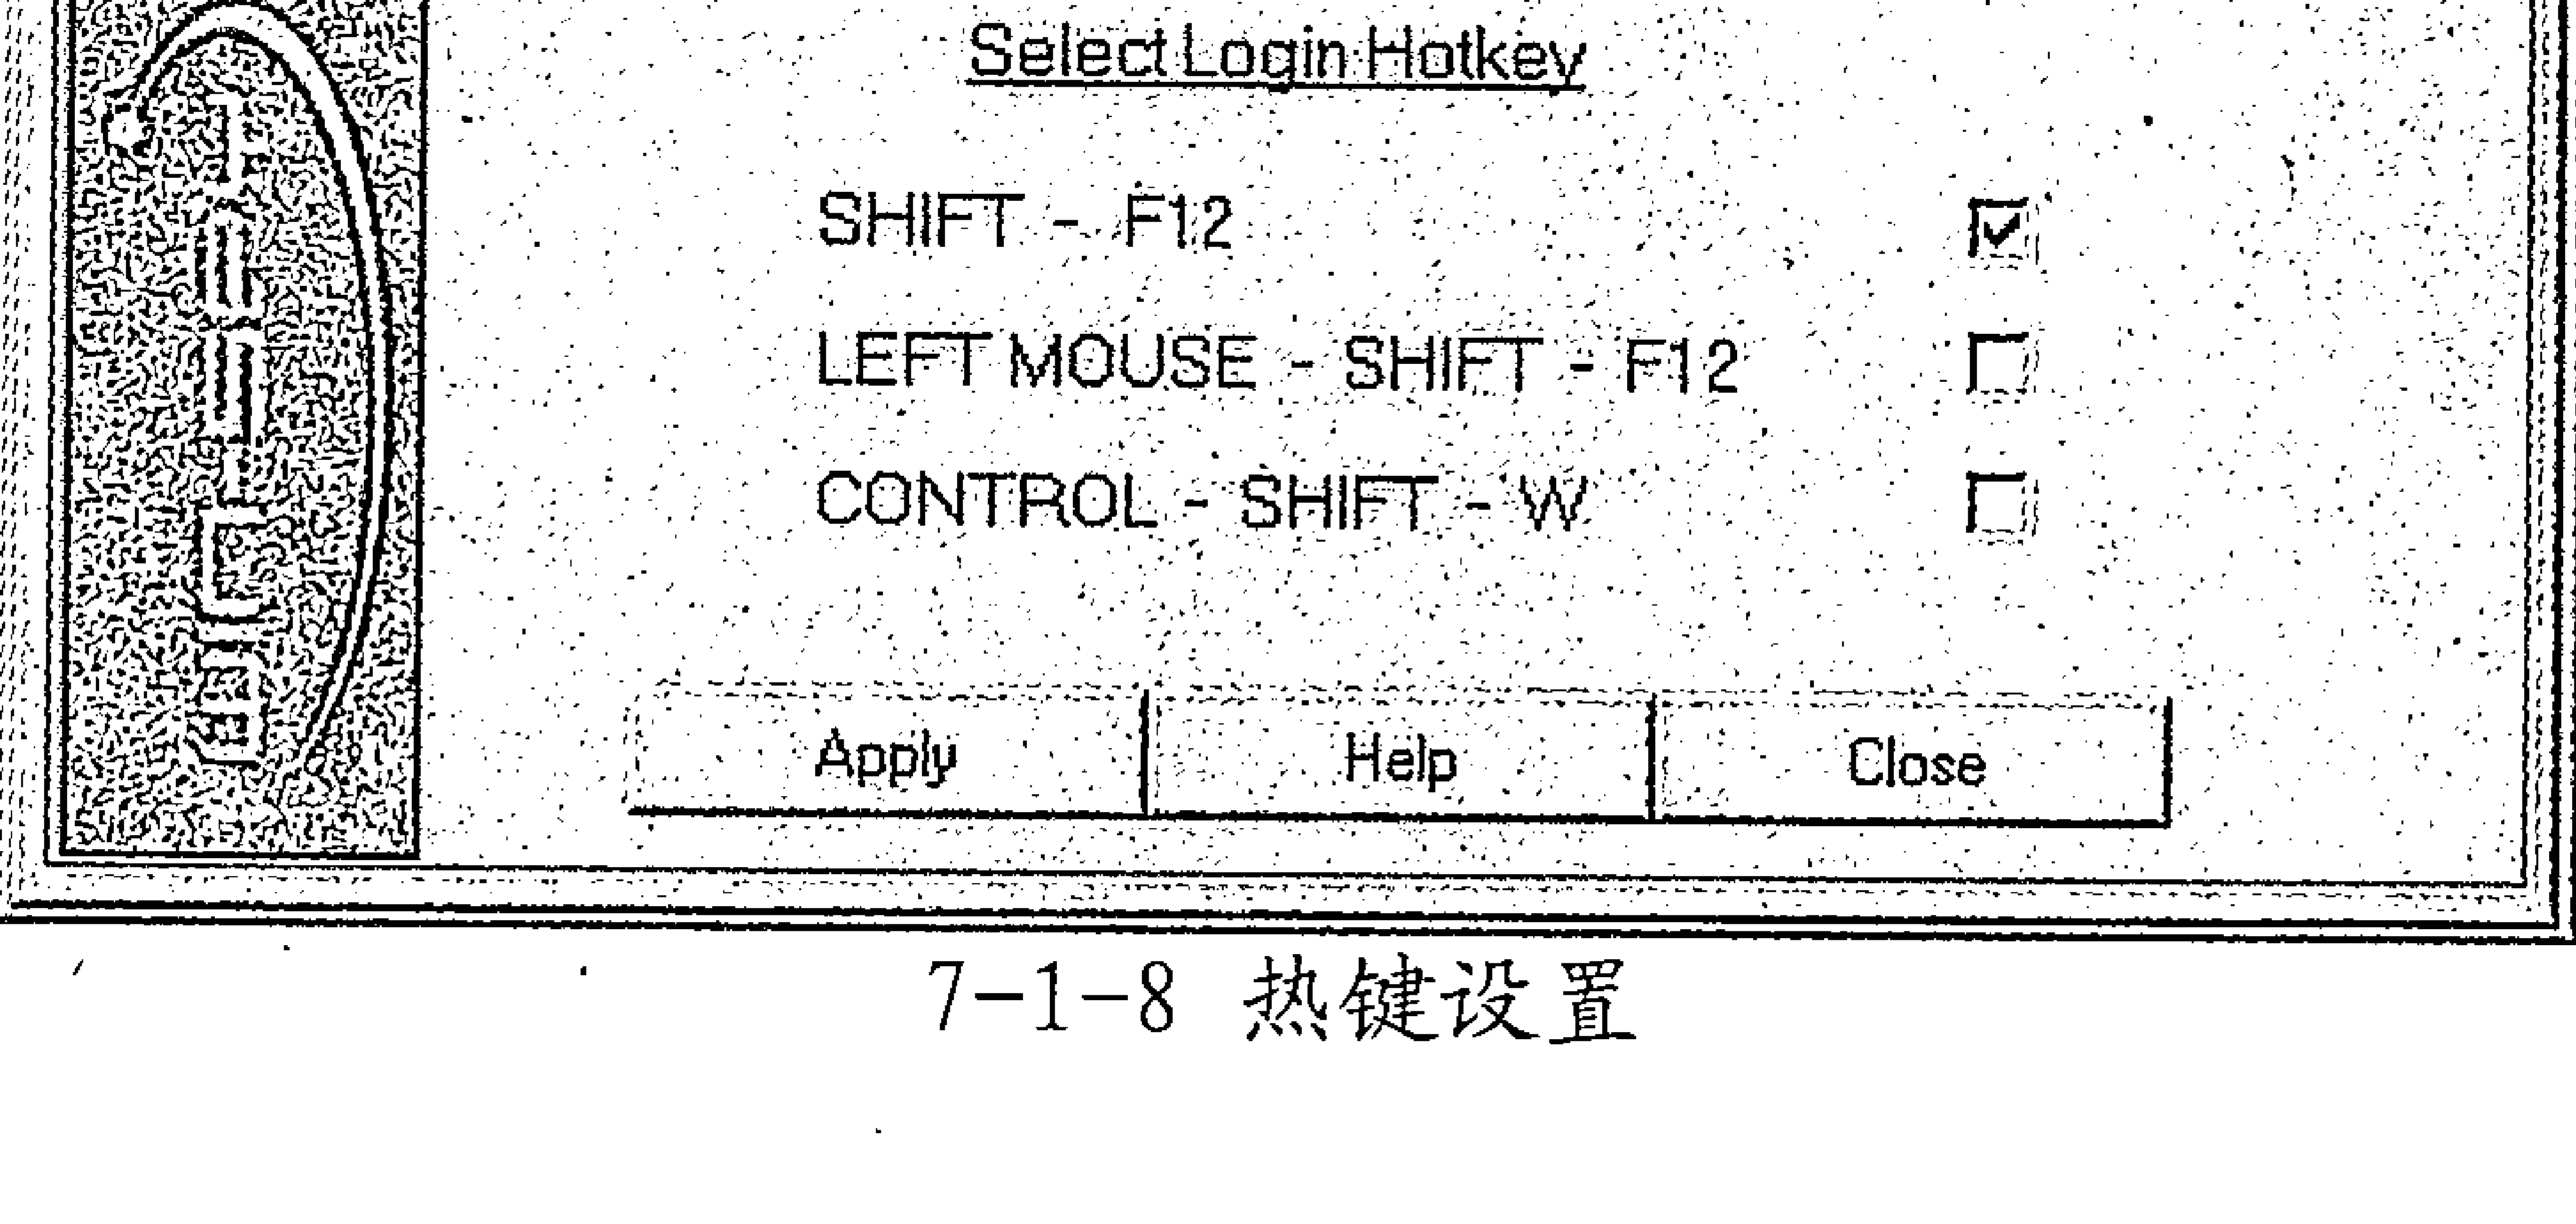 Select Login Hotkey
SHIFT - F12
LEFT MOUSE - SHIFT - F12
CONTROL - SHIFT - W
Apply Help Close
7-1-8 热键设置